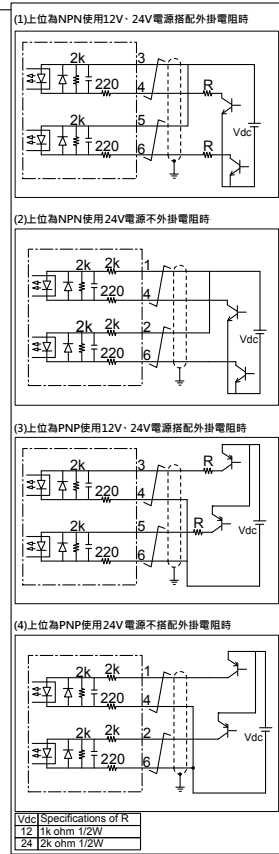 (1)上位為NPN使用12V、24V電源搭配外掛電阻時
2k
3
220
4
R
2k
5
220
6
R
Vdc
(2)上位為NPN使用24V電源不外掛電阻時
2k 2k
1
220
4
2k 2k
2
220
6
Vdc
(3)上位為PNP使用12V、24V電源搭配外掛電阻時
2k
3
R
220
4
2k
5
R
220
6
Vdc
(4)上位為PNP使用24V電源不搭配外掛電阻時
2k 2k
1
220
4
2k 2k
2
220
6
Vdc
Vdc Specifications of R
12 1k ohm 1/2W
24 2k ohm 1/2W